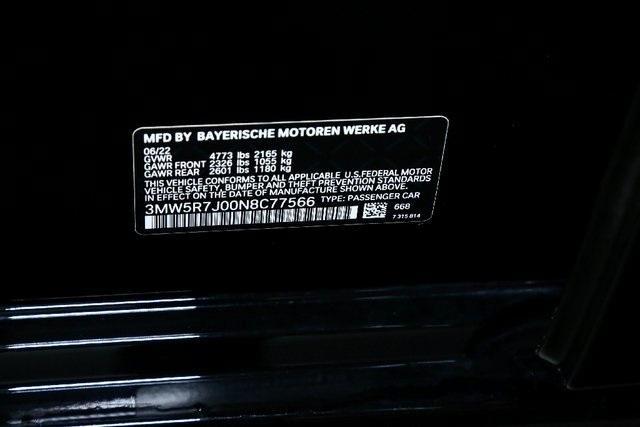 MFD BY BAYERISCHE MOTOREN WERKE AG
06/22
GVWR 4773 lbs 2165 kg
GAWR FRONT 2326 lbs 1055 kg
GAWR REAR 2601 lbs 1180 kg
THIS VEHICLE CONFORMS TO ALL APPLICABLE U.S.FEDERAL MOTOR
VEHICLE SAFETY, BUMPER AND THEFT PREVENTION STANDARDS
IN EFFECT ON THE DATE OF MANUFACTURE SHOWN ABOVE.
3MW5R7J00N8C77566 TYPE: PASSENGER CAR
668
7 315 814